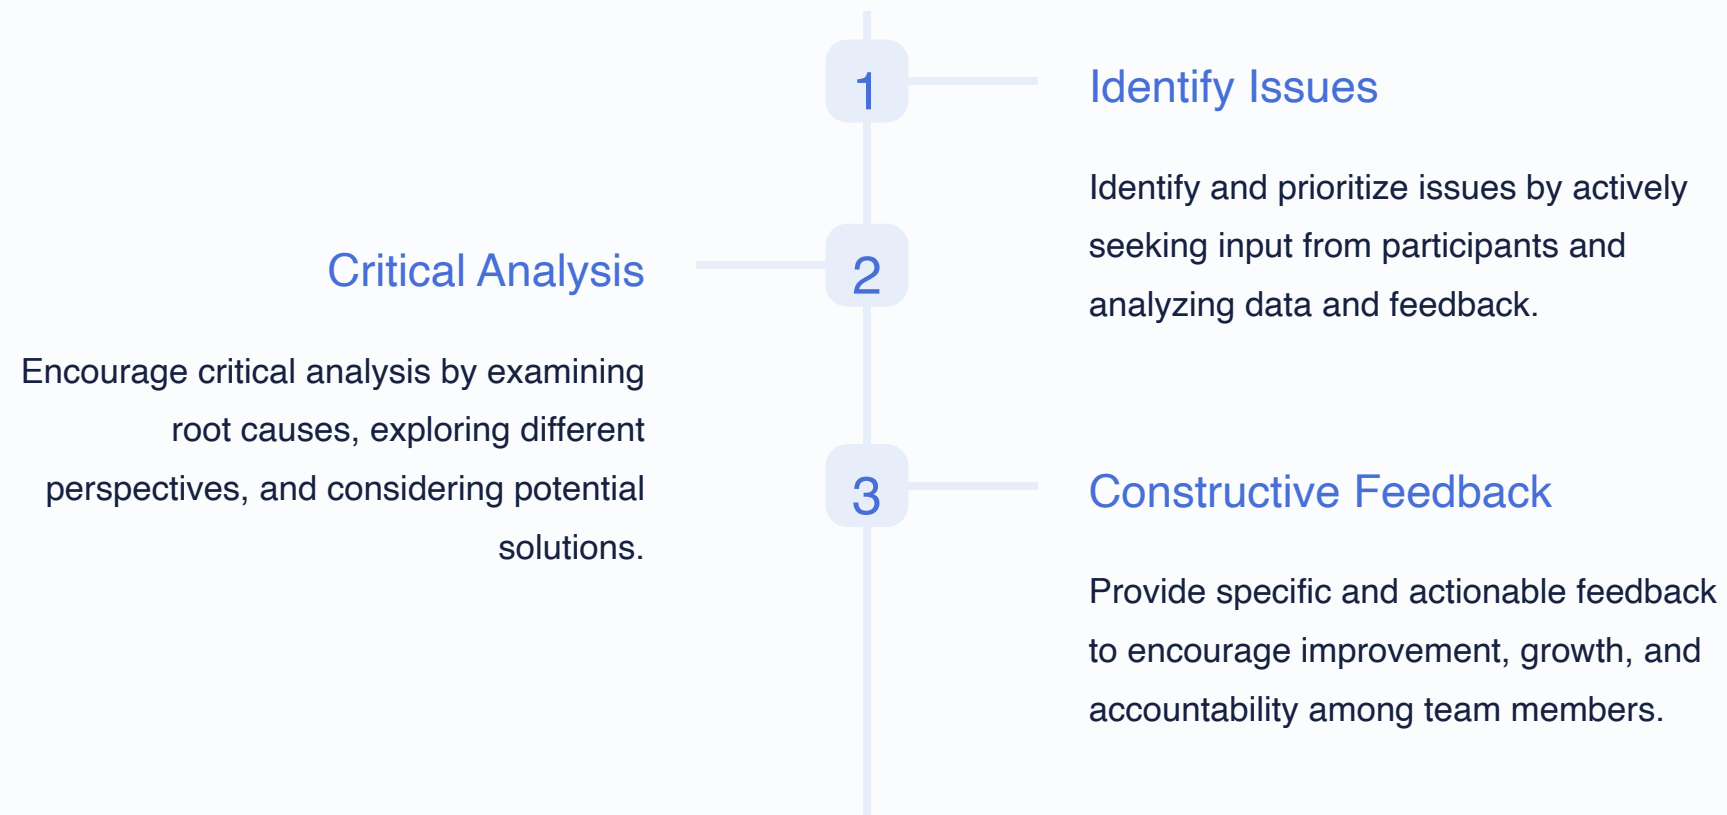 1
Identify Issues
Identify and prioritize issues by actively
seeking input from participants and
analyzing data and feedback.
2
Critical Analysis
Encourage critical analysis by examining
root causes, exploring different
perspectives, and considering potential
solutions.
3
Constructive Feedback
Provide specific and actionable feedback
to encourage improvement, growth, and
accountability among team members.